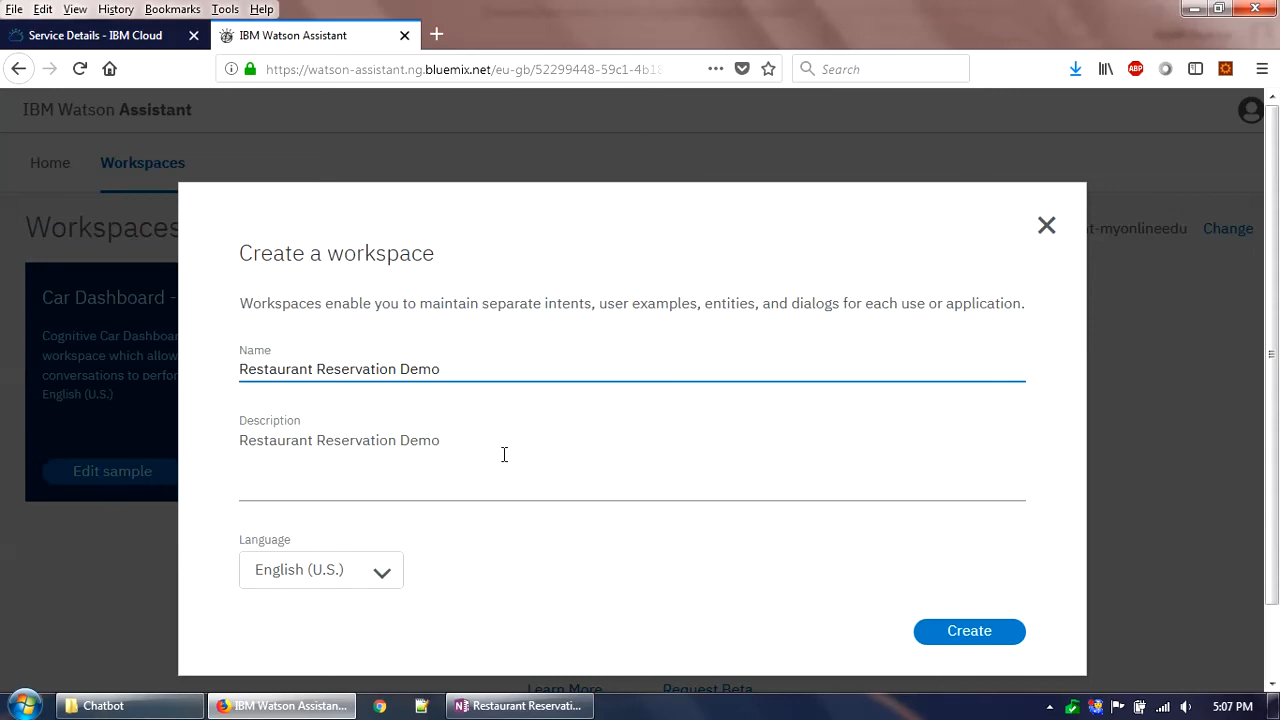 File Edit View History Bookmarks Tools Help
Service Details - IBM Cloud
IBM Watson Assistant
https://watson-assistant.ng.bluemix.net/eu-gb/52299448-59c1-4b18
Search
ABP
IBM Watson Assistant
Home
Workspaces
Workspaces
t-myonlineedu
Change
Car Dashboard -
Cognitive Car Dashboa
workspace which allow
conversations to perfor
English (U.S.)
Edit sample
Create a workspace
Workspaces enable you to maintain separate intents, user examples, entities, and dialogs for each use or application.
Name
Restaurant Reservation Demo
Description
Restaurant Reservation Demo
Language
English (U.S.)
Create
Learn More
Request Beta
Chatbot
IBM Watson Assistan...
Restaurant Reservati...
5:07 PM